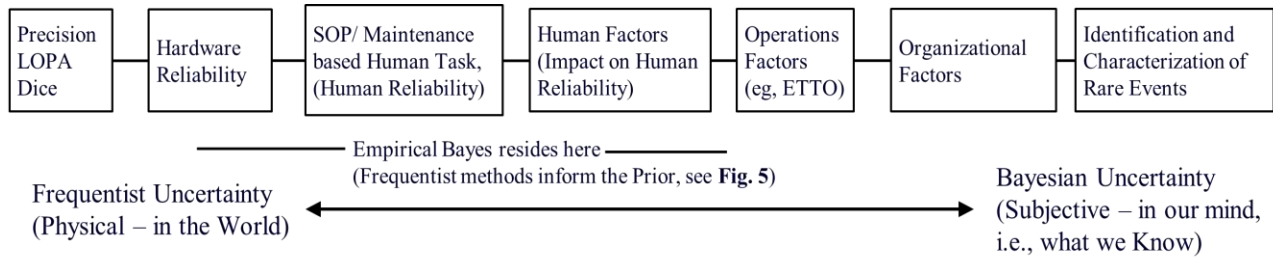 Precision
LOPA
Dice
Hardware
Reliability
SOP/ Maintenance
based Human Task,
(Human Reliability)
Human Factors
(Impact on Human
Reliability)
Operations
Factors
(eg, ETTO)
Organizational
Factors
Identification and
Characterization of
Rare Events
Empirical Bayes resides here
(Frequentist methods inform the Prior, see Fig. 5)
Frequentist Uncertainty
(Physical – in the World)
Bayesian Uncertainty
(Subjective – in our mind,
i.e., what we Know)